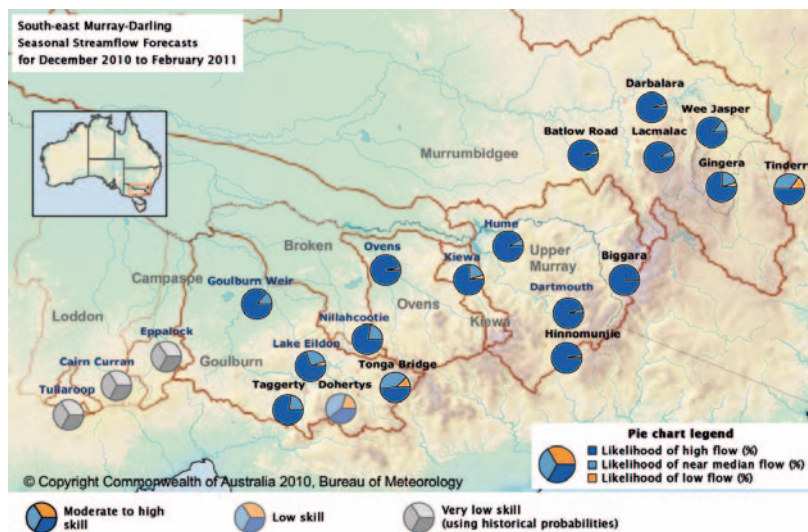 South-east Murray-Darling
Seasonal Streamflow Forecasts
for December 2010 to February 2011
Darbalara
Wee Jasper
Batlow Road
Lacmalac
Murrumbidgee
Gingera
Tinderr
Hume
Broken
Ovens
Upper
Murray
Biggara
Kiewa
Campaspe
Goulburn Weir
Dartmouth
Ovens
Loddon
Nillahcootie
Kiewa
Eppalock
Hinnomunjie
Lake Eildon
Cairn Curran
Goulburn
Tonga Bridge
Taggerty
Dohertys
Tullaroop
Pie chart legend
Likelihood of high flow (%)
Likelihood of near median flow (%)
Likelihood of low flow (%)
© Copyright Commonwealth of Australia 2010, Bureau of Meteorology
Moderate to high
skill
Low skill
Very low skill
(using historical probabilities)